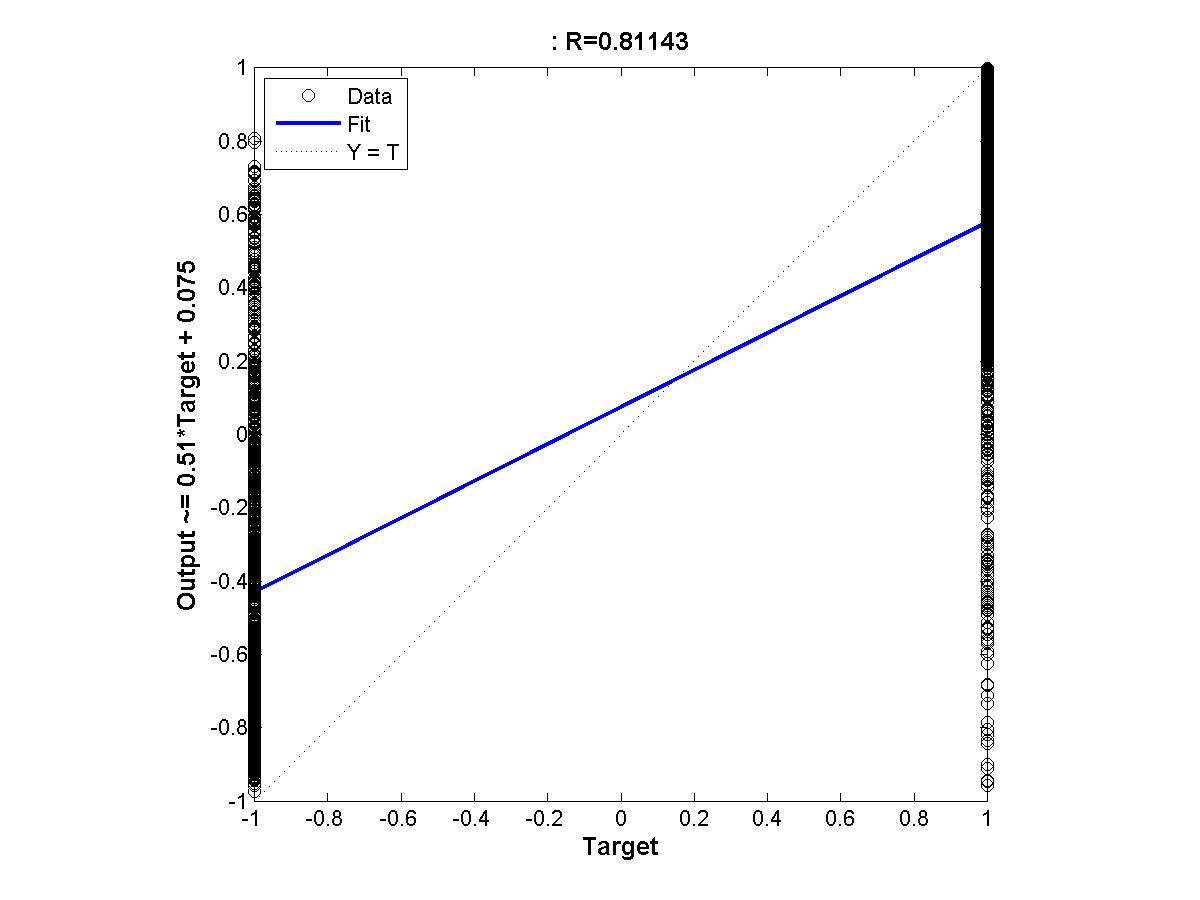 : R=0.81143
Data
Fit
Y = T
1
0.8
0.6
0.4
0.2
0
-0.2
-0.4
-0.6
-0.8
-1
Output ~= 0.51*Target + 0.075
-1 -0.8 -0.6 -0.4 -0.2 0 0.2 0.4 0.6 0.8 1
Target